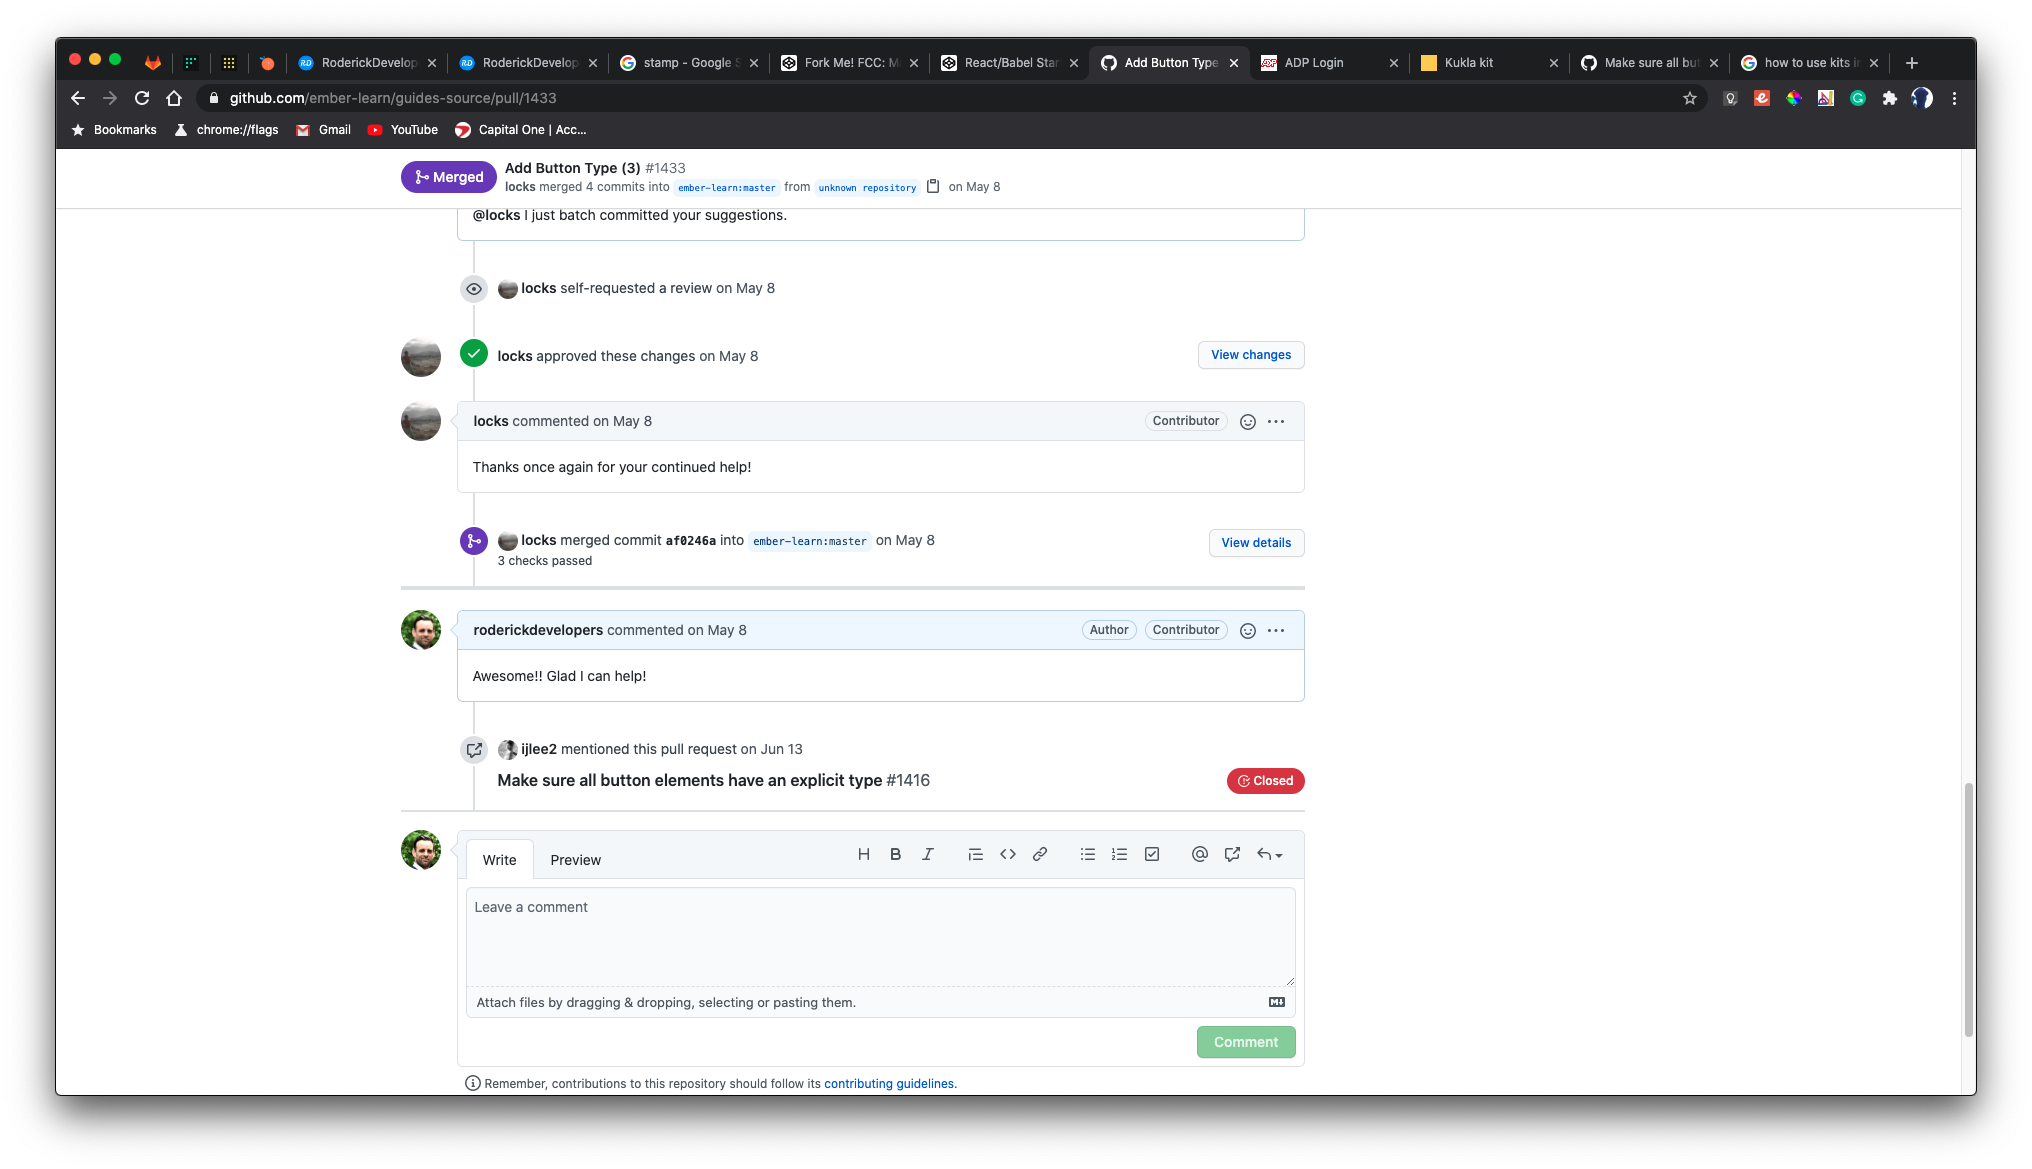 RoderickDevelop
RoderickDevelop
stamp - Google S
Fork Me! FCC: M
React/Babel Star
Add Button Type
ADP Login
Kukla kit
Make sure all but
how to use kits in
github.com/ember-learn/guides-source/pull/1433
Bookmarks chrome://flags Gmail YouTube Capital One | Acc...
Merged
Add Button Type (3) #1433
locks merged 4 commits into ember-learn:master from unknown repository on May 8
@locks I just batch committed your suggestions.
locks self-requested a review on May 8
locks approved these changes on May 8
View changes
locks commented on May 8
Contributor
Thanks once again for your continued help!
locks merged commit af0246a into ember-learn:master on May 8
View details
3 checks passed
roderickdevelopers commented on May 8
Author Contributor
Awesome!! Glad I can help!
ijlee2 mentioned this pull request on Jun 13
Make sure all button elements have an explicit type #1416
Closed
Write Preview
Leave a comment
Attach files by dragging & dropping, selecting or pasting them.
Comment
Remember, contributions to this repository should follow its contributing guidelines.